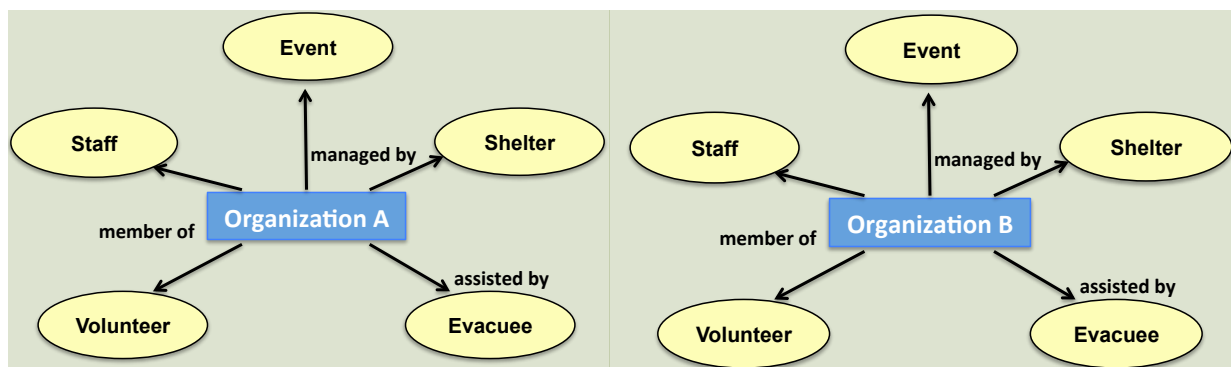 Event
Staff
Shelter
managed by
Organization A
member of
assisted by
Volunteer
Evacuee
Event
Staff
Shelter
managed by
Organization B
member of
assisted by
Volunteer
Evacuee